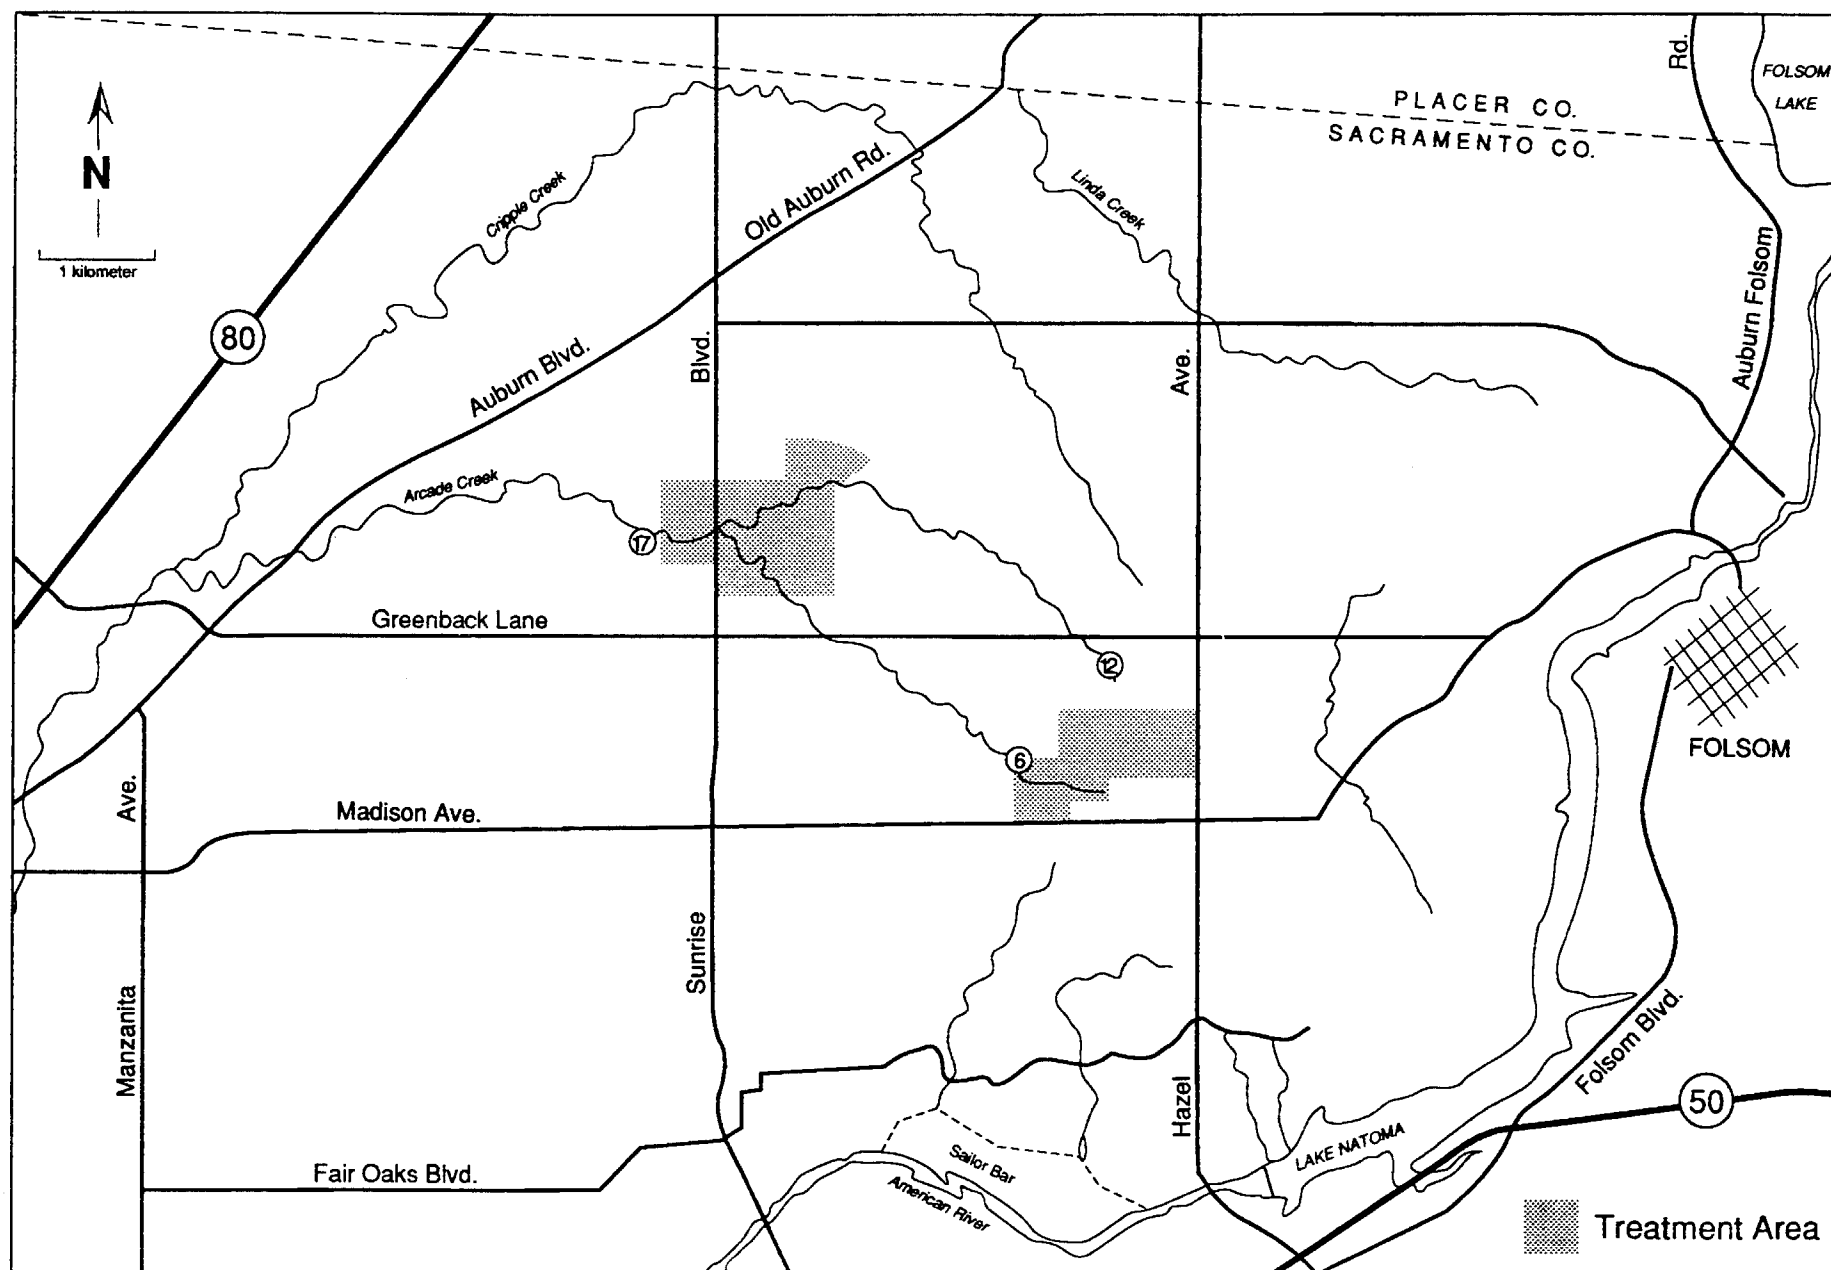 Rd.
FOLSOM
LAKE
PLACER CO.
SACRAMENTO CO.
N
1 kilometer
Cripple Creek
Old Auburn Rd.
Linda Creek
Auburn Folsom
80
Auburn Blvd.
Blvd.
Ave.
Arcade Creek
17
Greenback Lane
12
6
FOLSOM
Ave.
Madison Ave.
Sunrise
Manzanita
Hazel
Folsom Blvd.
50
LAKE NATOMA
Sailor Bar
American River
Fair Oaks Blvd.
Treatment Area